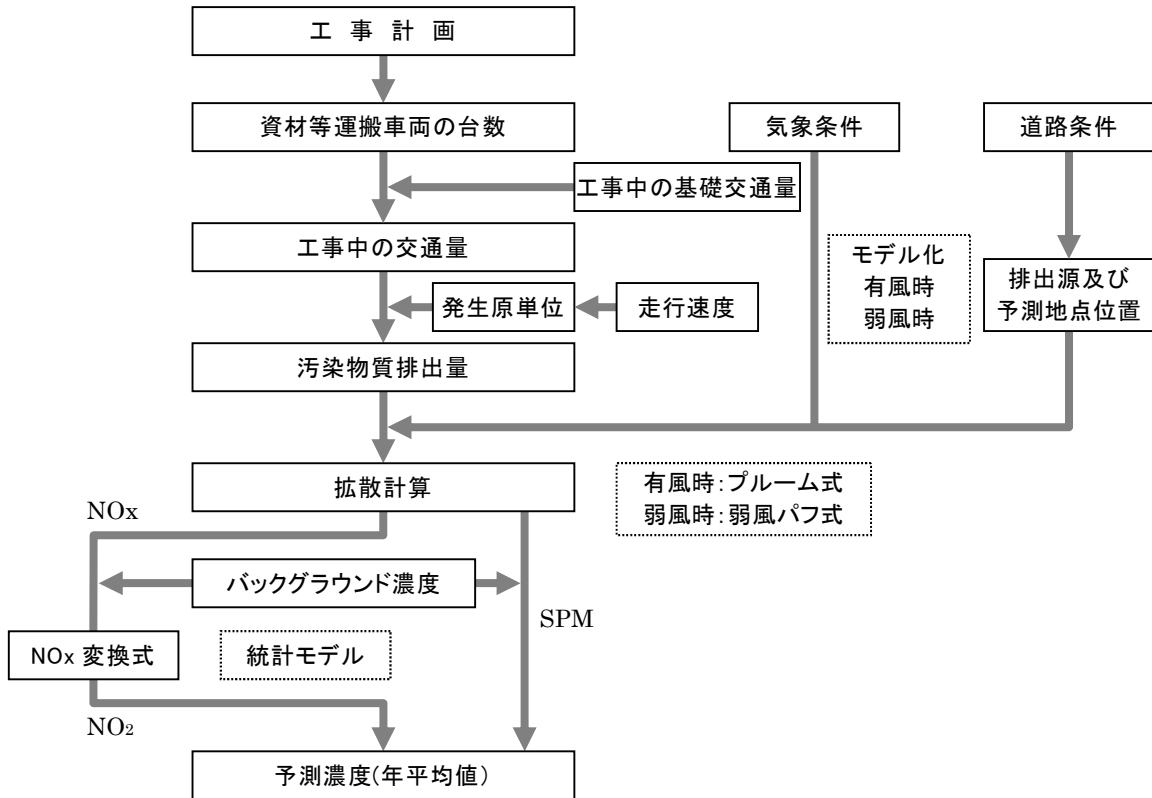 工 事 計 画
資材等運搬車両の台数
気象条件
道路条件
工事中の基礎交通量
工事中の交通量
モデル化
有風時
弱風時
排出源及び
予測地点位置
発生原単位
走行速度
汚染物質排出量
拡散計算
有風時:プルーム式
弱風時:弱風パフ式
NOx
バックグラウンド濃度
SPM
NOx 変換式
統計モデル
NO₂
予測濃度(年平均値)